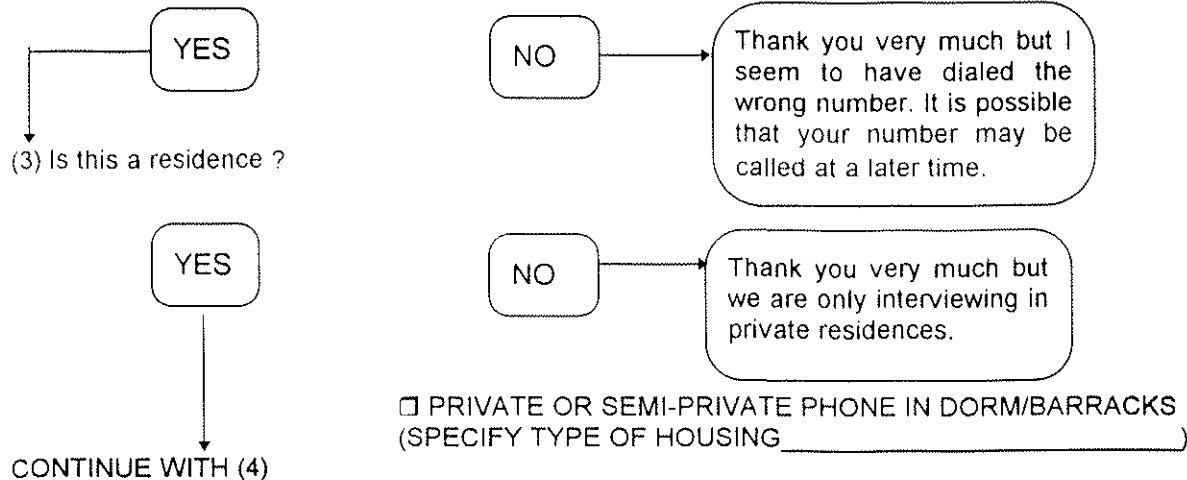 YES
NO
Thank you very much but I
seem to have dialed the
wrong number. It is possible
that your number may be
called at a later time.
(3) Is this a residence ?
YES
NO
Thank you very much but
we are only interviewing in
private residences.
❒ PRIVATE OR SEMI-PRIVATE PHONE IN DORM/BARRACKS
(SPECIFY TYPE OF HOUSING____________________________)
CONTINUE WITH (4)